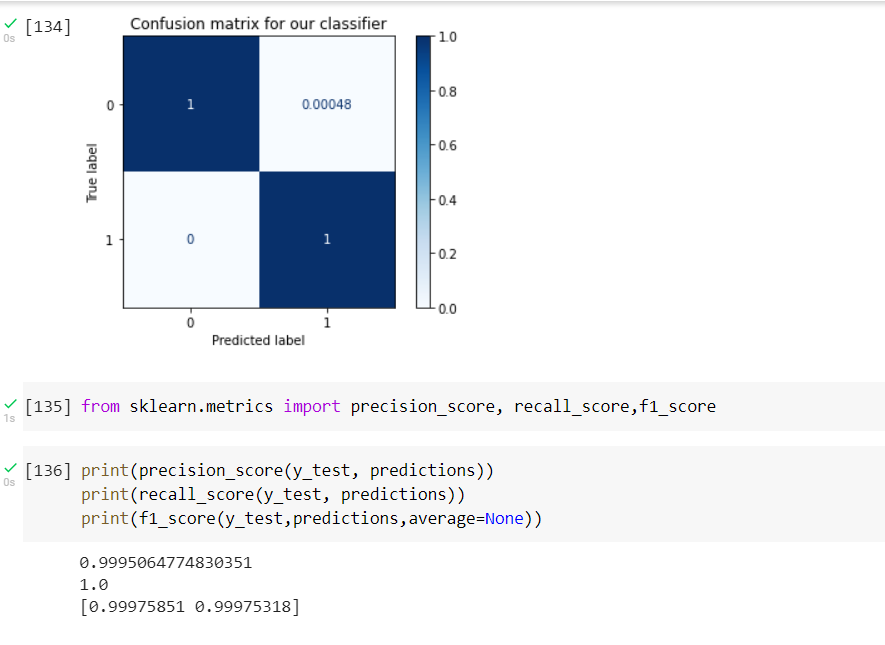 [134]
0s
Confusion matrix for our classifier
1.0
0.8
0.6
0.4
0.2
0.0
True label
0
1
1
0.00048
0
1
0
1
Predicted label
[135] from sklearn.metrics import precision_score, recall_score,f1_score
1s
[136] print(precision_score(y_test, predictions))
0s
print(recall_score(y_test, predictions))
print(f1_score(y_test,predictions,average=None))
0.9995064774830351
1.0
[0.99975851 0.99975318]